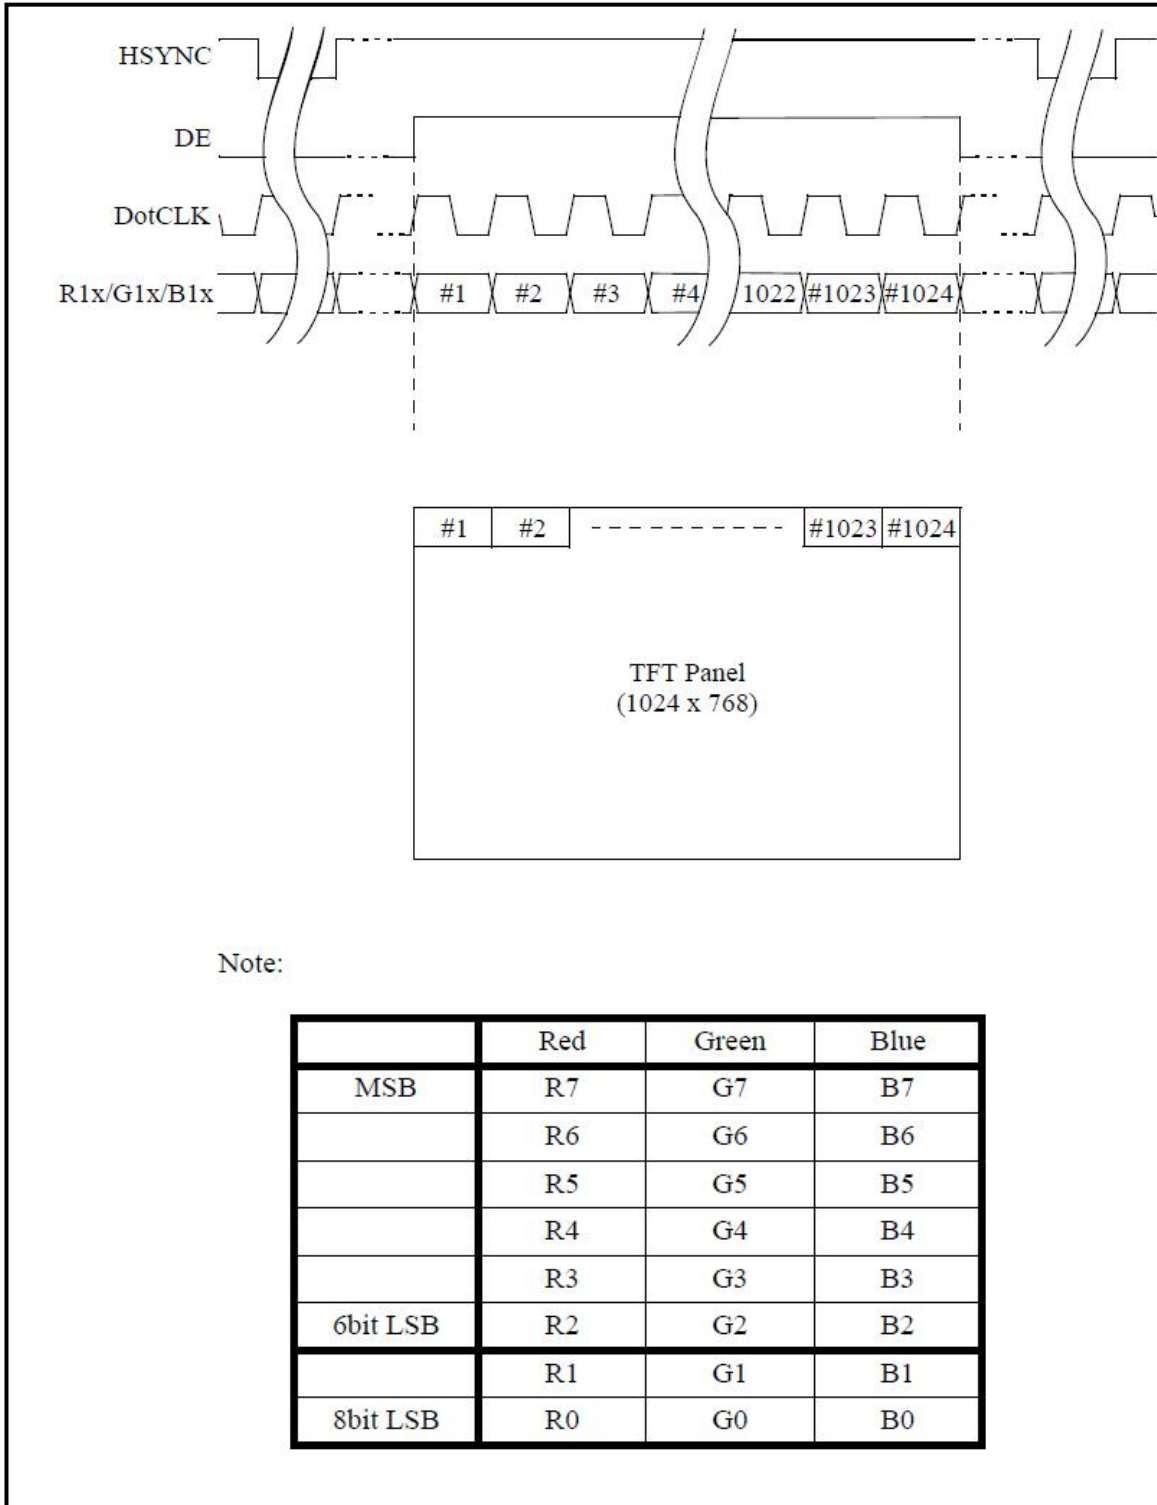 HSYNC
DE
DotCLK
R1x/G1x/B1x #1 #2 #3 #4 1022 #1023 #1024
#1 #2 #1023 #1024
TFT Panel
(1024 x 768)
Note:
Red Green Blue
MSB R7 G7 B7
R6 G6 B6
R5 G5 B5
R4 G4 B4
R3 G3 B3
6bit LSB R2 G2 B2
R1 G1 B1
8bit LSB R0 G0 B0